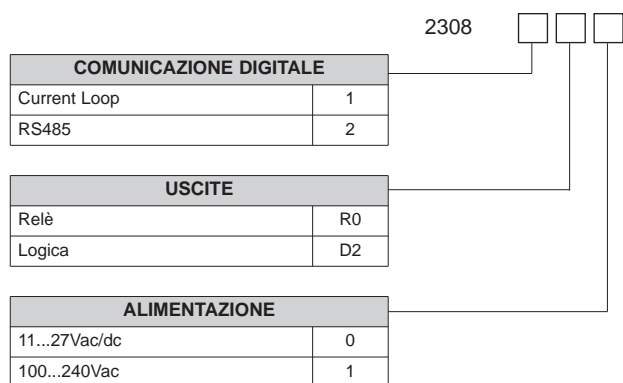 2308
COMUNICAZIONE DIGITALE
Current Loop 1
RS485 2
USCITE
Relè R0
Logica D2
ALIMENTAZIONE
11...27Vac/dc 0
100...240Vac 1